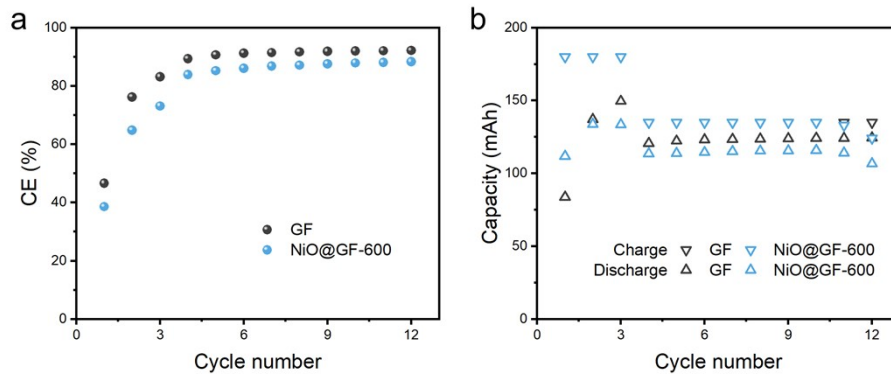 a
100
80
60
40
20
0
CE (%)
0 3 6 9 12
Cycle number
GF
NiO@GF-600
b
200
150
100
50
0
Capacity (mAh)
0 3 6 9 12
Cycle number
Charge GF NiO@GF-600
Discharge GF NiO@GF-600